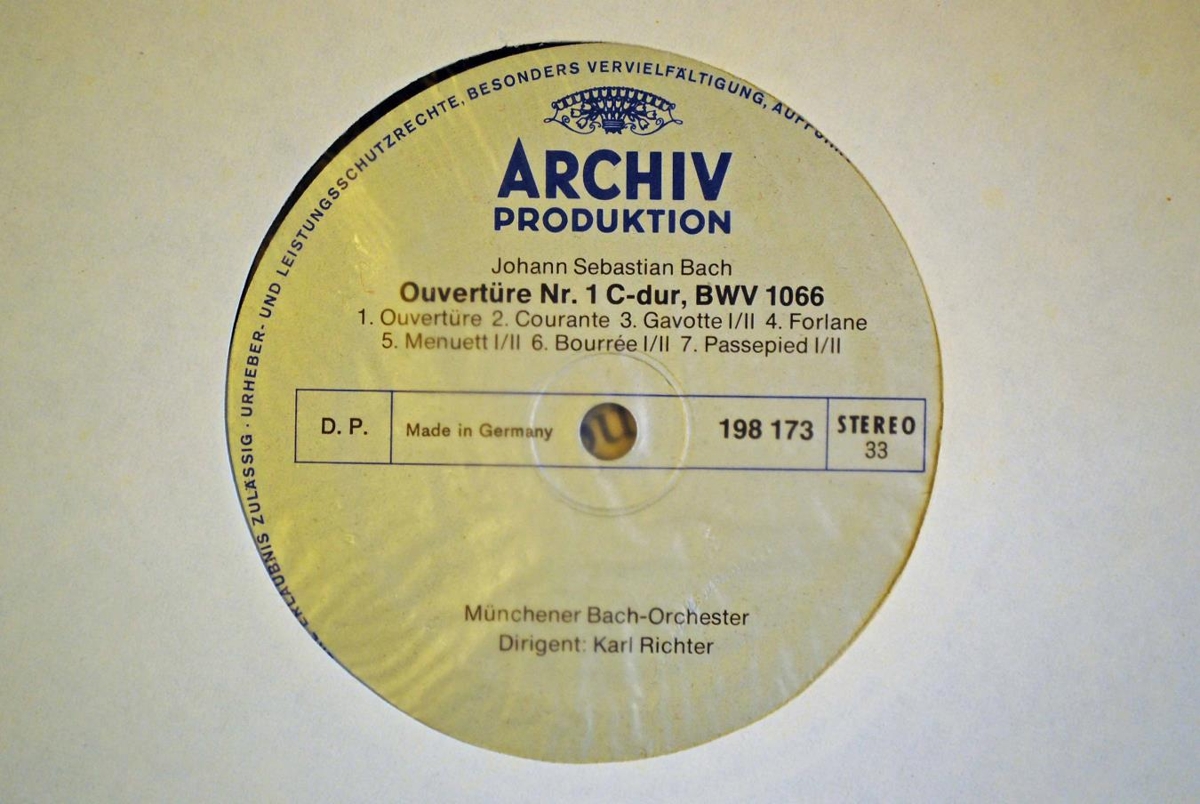 ERLAUBNIS ZULÄSSIG · URHEBER- UND LEISTUNGSSCHUTZRECHTE, BESONDERS VERVIELFÄLTIGUNG,
ARCHIV
PRODUKTION
Johann Sebastian Bach
Ouvertüre Nr. 1 C-dur, BWV 1066
1. Ouvertüre 2. Courante 3. Gavotte I/II 4. Forlane
5. Menuett I/II 6. Bourrée I/II 7. Passepied I/II
D. P.
Made in Germany
198 173
STEREO
33
Münchener Bach-Orchester
Dirigent: Karl Richter